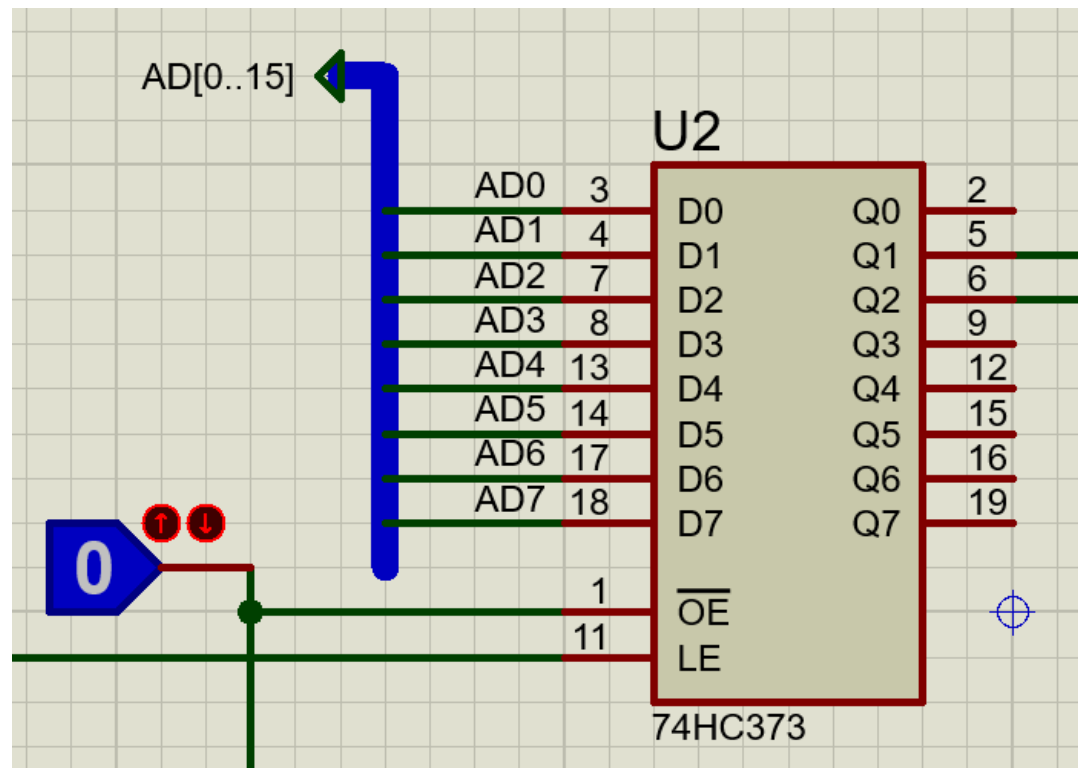 AD[0..15]
U2
AD0 3 D0 Q0 2
AD1 4 D1 Q1 5
AD2 7 D2 Q2 6
AD3 8 D3 Q3 9
AD4 13 D4 Q4 12
AD5 14 D5 Q5 15
AD6 17 D6 Q6 16
AD7 18 D7 Q7 19
0
1 OE
11 LE
74HC373